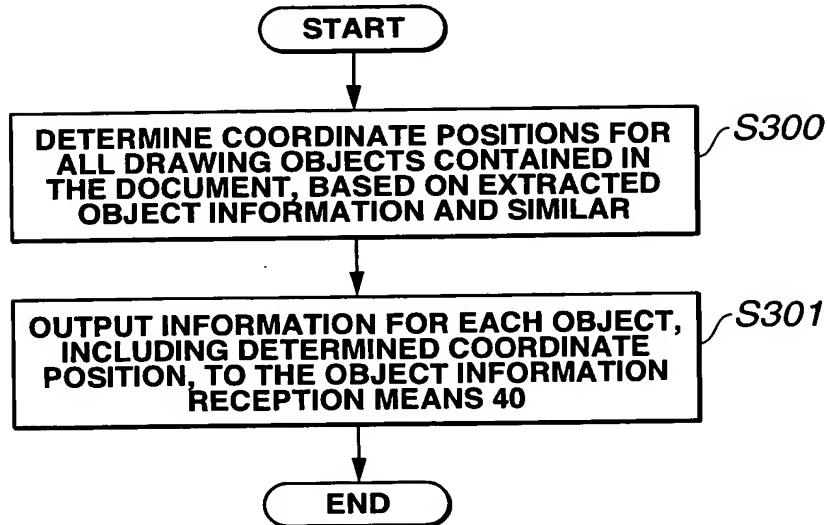 START
DETERMINE COORDINATE POSITIONS FOR
ALL DRAWING OBJECTS CONTAINED IN
THE DOCUMENT, BASED ON EXTRACTED
OBJECT INFORMATION AND SIMILAR
S300
OUTPUT INFORMATION FOR EACH OBJECT,
INCLUDING DETERMINED COORDINATE
POSITION, TO THE OBJECT INFORMATION
RECEPTION MEANS 40
S301
END